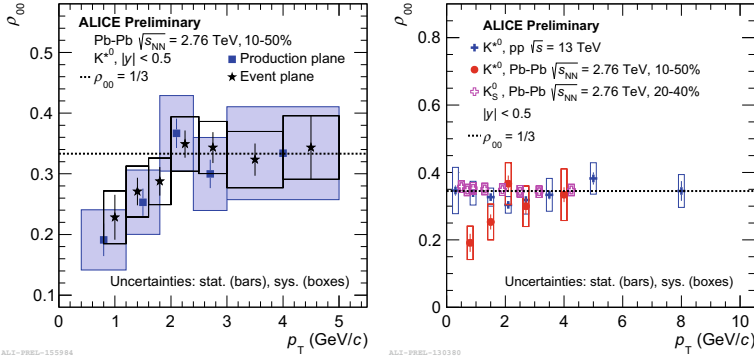 ρ00
ALICE Preliminary
Pb-Pb √sNN = 2.76 TeV, 10-50%
K*0, |y| < 0.5
Production plane
ρ00 = 1/3
Event plane
0.5
0.4
0.3
0.2
0.1
Uncertainties: stat. (bars), sys. (boxes)
0 1 2 3 4 5
pT (GeV/c)
ALI-PREL-155984
ρ00
ALICE Preliminary
K*0, pp √s = 13 TeV
K*0, Pb-Pb √sNN = 2.76 TeV, 10-50%
K0S, Pb-Pb √sNN = 2.76 TeV, 20-40%
|y| < 0.5
ρ00 = 1/3
0.8
0.6
0.4
0.2
0
Uncertainties: stat. (bars), sys. (boxes)
0 2 4 6 8 10
pT (GeV/c)
ALI-PREL-130380